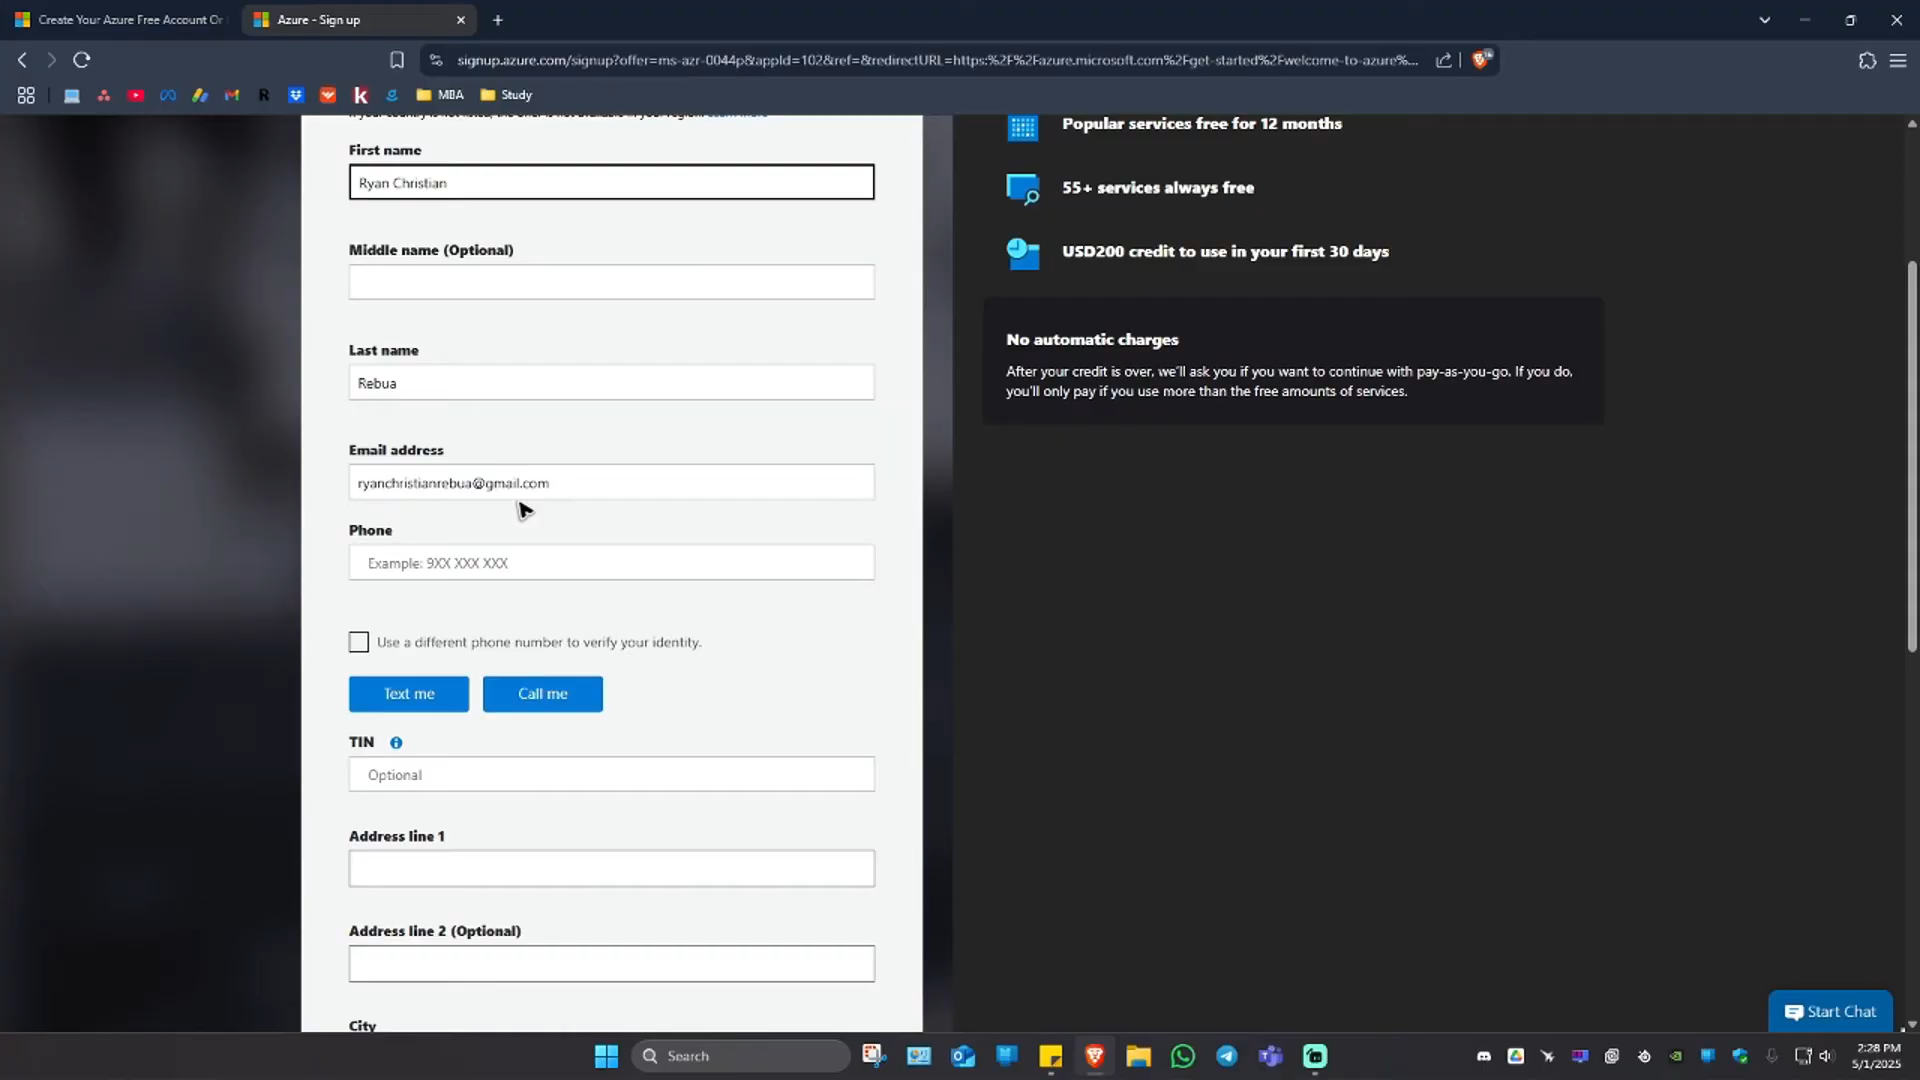 Create Your Azure Free Account Or
Azure - Sign up
signup.azure.com/signup?offer=ms-azr-0044p&appId=102&ref=&redirectURL=https:%2F%2Fazure.microsoft.com%2Fget-started%2Fwelcome-to-azure%...
MBA
Study
First name
Ryan Christian
Middle name (Optional)
Last name
Rebua
Email address
ryanchristianrebua@gmail.com
Phone
Example: 9XX XXX XXX
Use a different phone number to verify your identity.
Text me
Call me
TIN
Optional
Address line 1
Address line 2 (Optional)
City
Popular services free for 12 months
55+ services always free
USD200 credit to use in your first 30 days
No automatic charges
After your credit is over, we'll ask you if you want to continue with pay-as-you-go. If you do,
you'll only pay if you use more than the free amounts of services.
Start Chat
Search
2:28 PM
5/1/2025